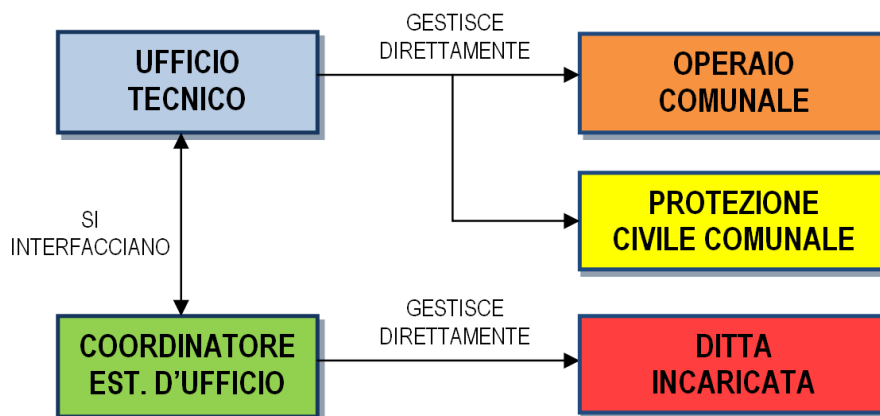 GESTISCE
DIRETTAMENTE
UFFICIO
TECNICO
OPERAIO
COMUNALE
SI
INTERFACCIANO
PROTEZIONE
CIVILE COMUNALE
GESTISCE
DIRETTAMENTE
COORDINATORE
EST. D'UFFICIO
DITTA
INCARICATA